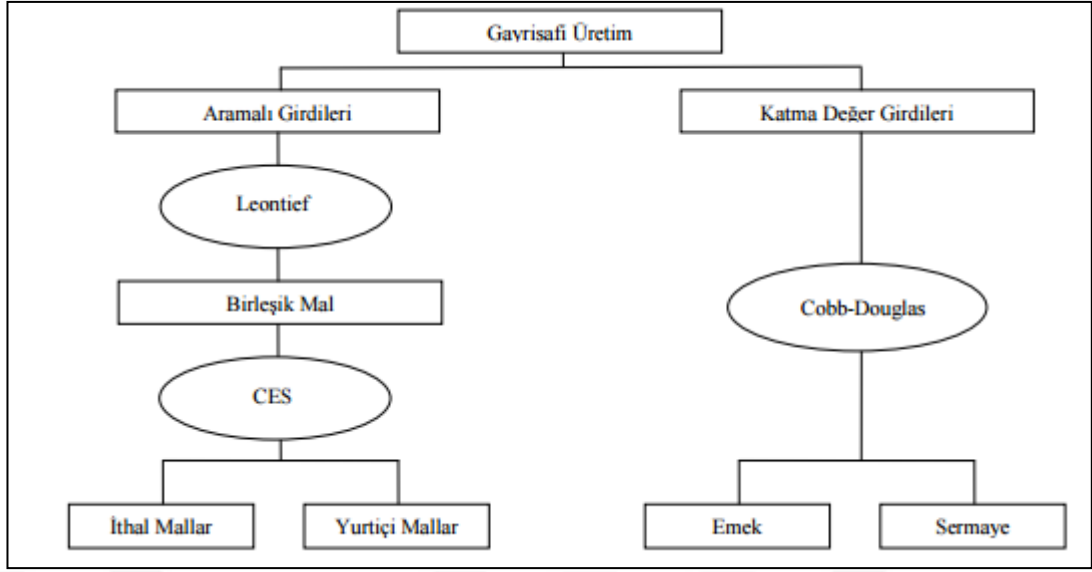 Gayrisafi Üretim
Aramalı Girdileri
Katma Değer Girdileri
Leontief
Birleşik Mal
Cobb-Douglas
CES
İthal Mallar
Yurtiçi Mallar
Emek
Sermaye